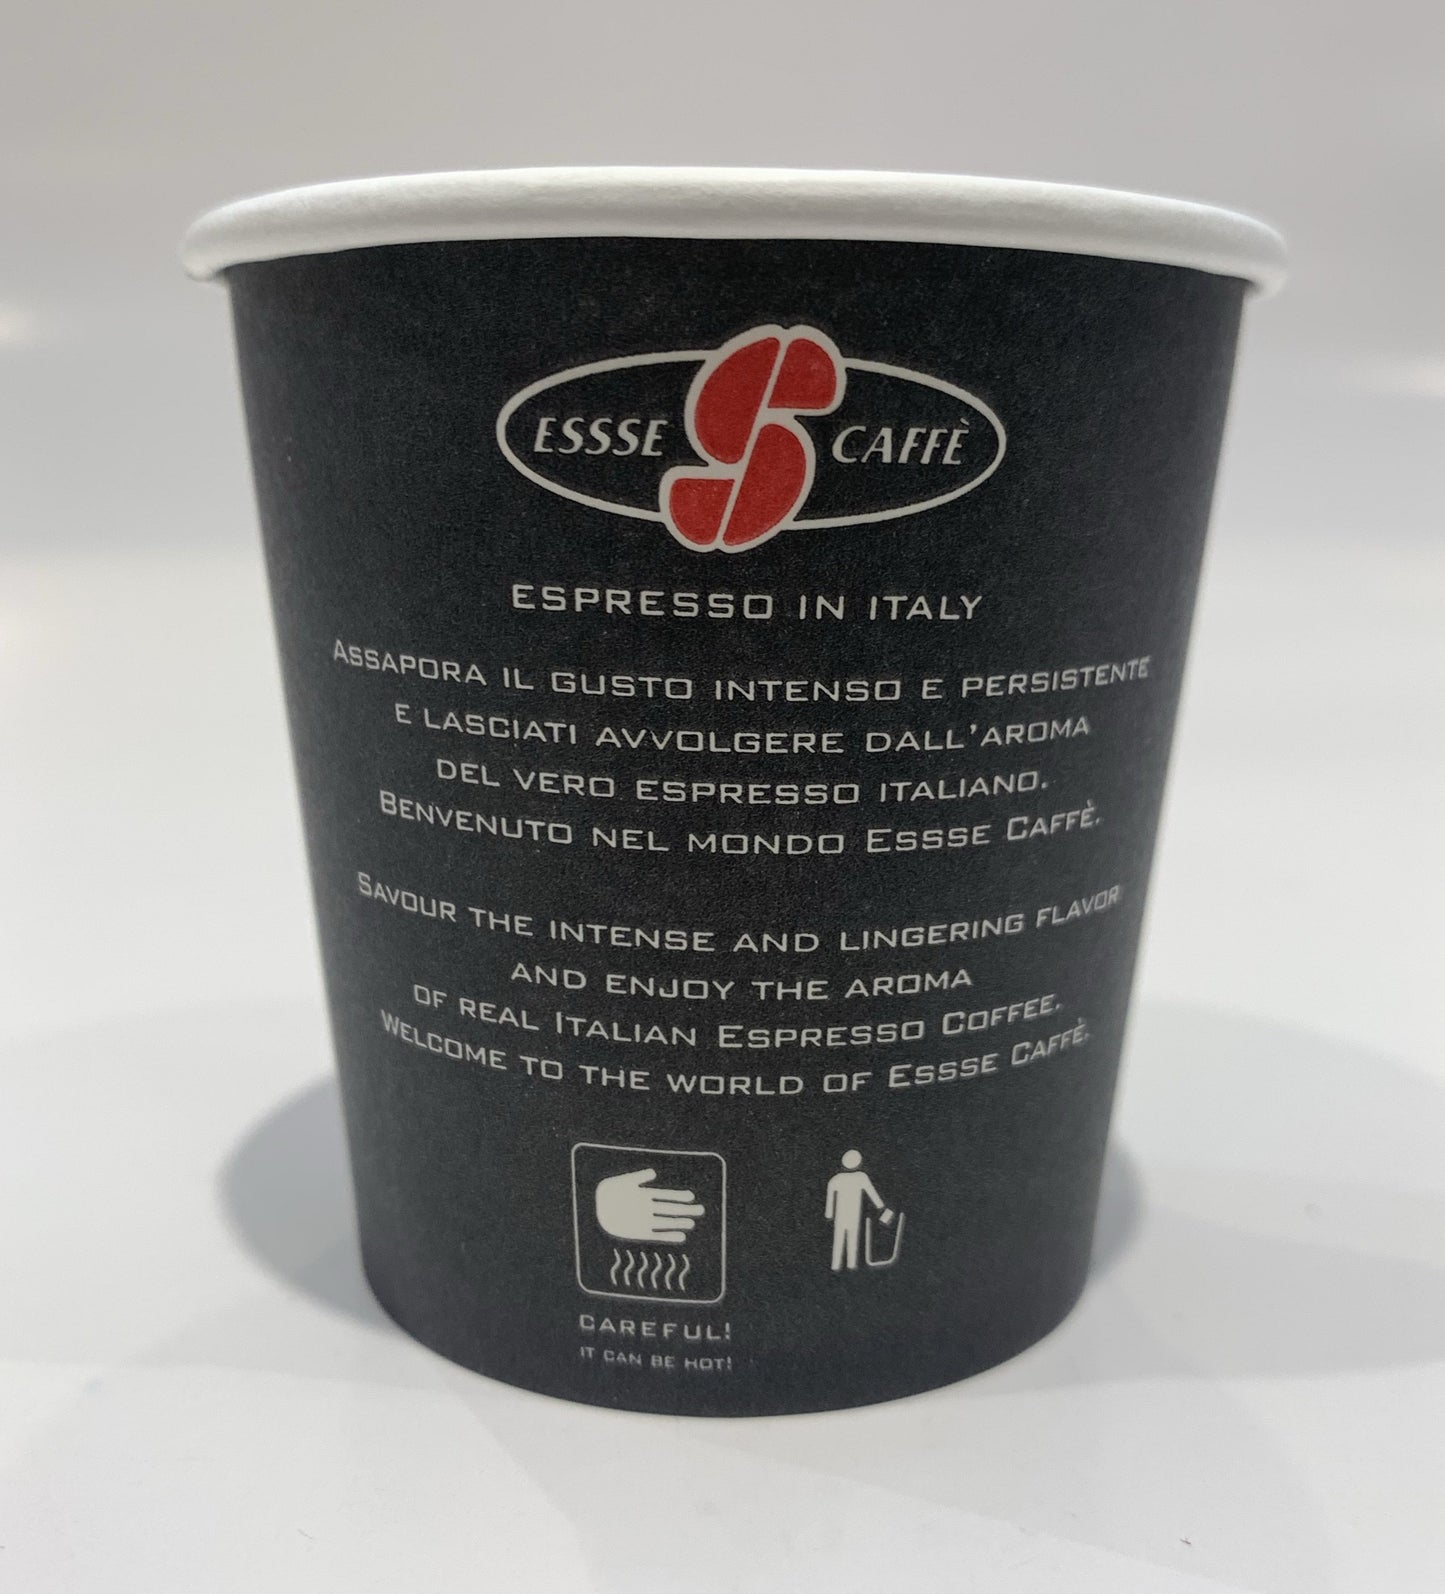 ESSSE CAFFÈ
ESPRESSO IN ITALY
ASSAPORA IL GUSTO INTENSO E PERSISTENTE
E LASCIATI AVVOLGERE DALL'AROMA
DEL VERO ESPRESSO ITALIANO.
BENVENUTO NEL MONDO ESSSE CAFFÈ.
SAVOUR THE INTENSE AND LINGERING FLAVOR
AND ENJOY THE AROMA
OF REAL ITALIAN ESPRESSO COFFEE.
WELCOME TO THE WORLD OF ESSSE CAFFÈ.
CAREFUL!
IT CAN BE HOT!